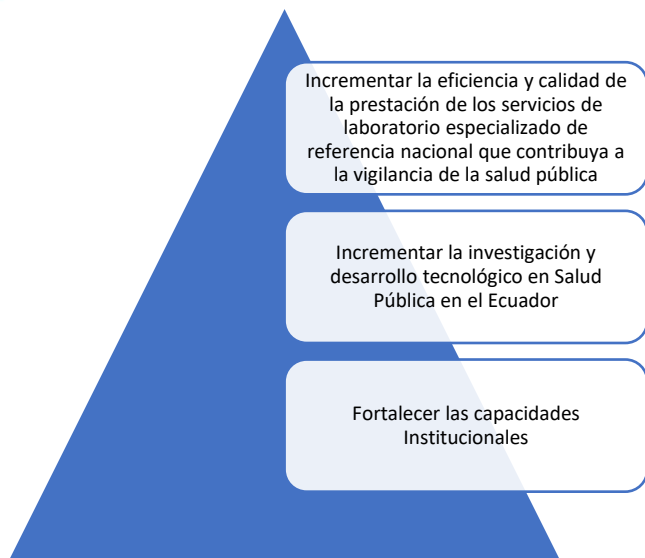 Incrementar la eficiencia y calidad de
la prestación de los servicios de
laboratorio especializado de
referencia nacional que contribuya a
la vigilancia de la salud pública
Incrementar la investigación y
desarrollo tecnológico en Salud
Pública en el Ecuador
Fortalecer las capacidades
Institucionales